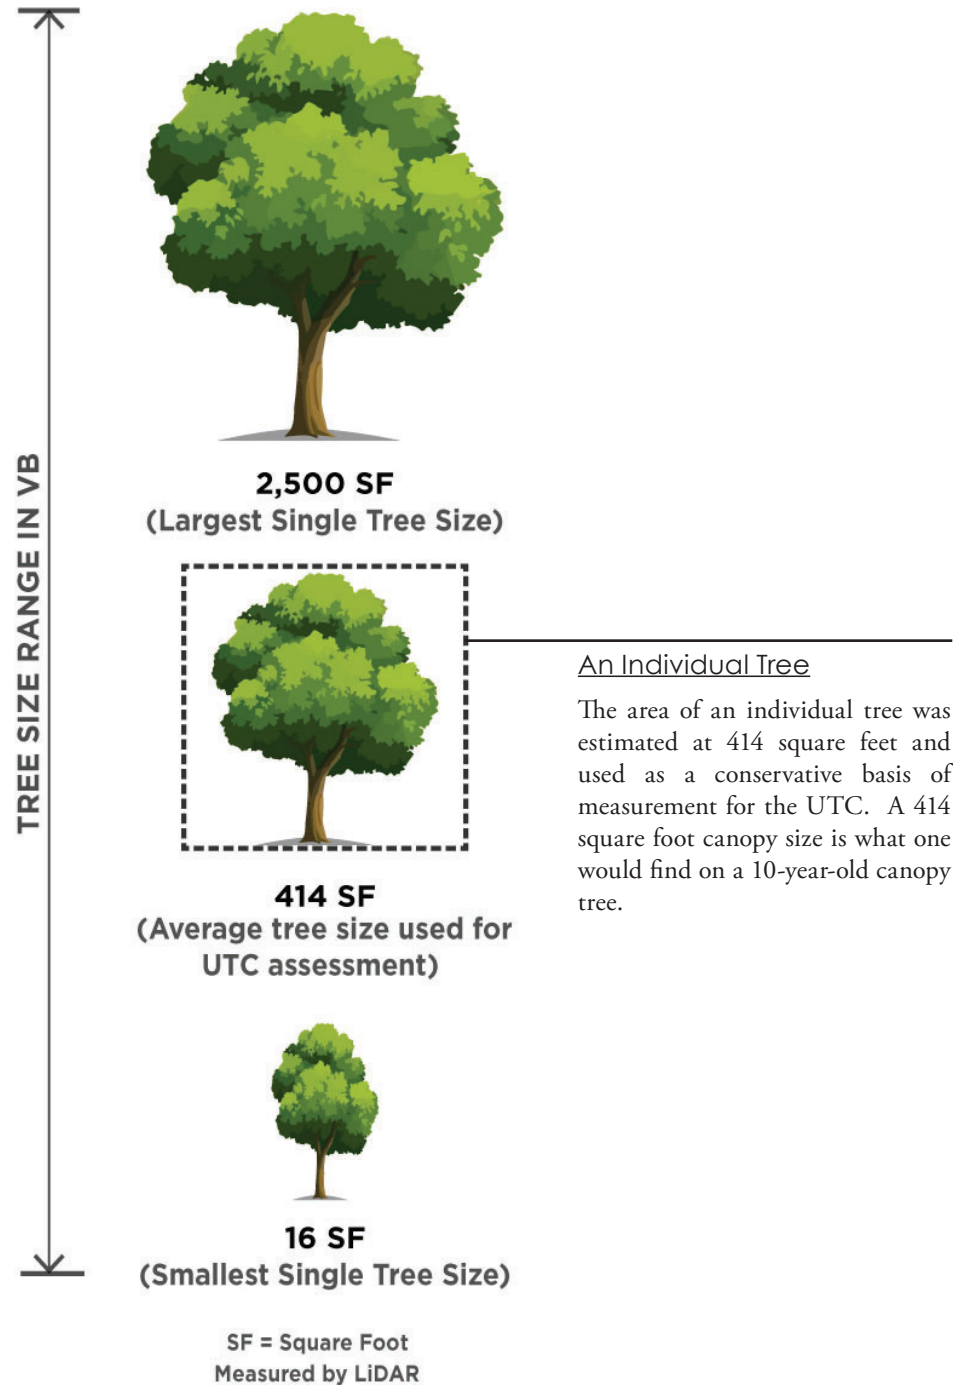 TREE SIZE RANGE IN VB
2,500 SF
(Largest Single Tree Size)
An Individual Tree
The area of an individual tree was
estimated at 414 square feet and
used as a conservative basis of
measurement for the UTC. A 414
square foot canopy size is what one
would find on a 10-year-old canopy
tree.
414 SF
(Average tree size used for
UTC assessment)
16 SF
(Smallest Single Tree Size)
SF = Square Foot
Measured by LiDAR